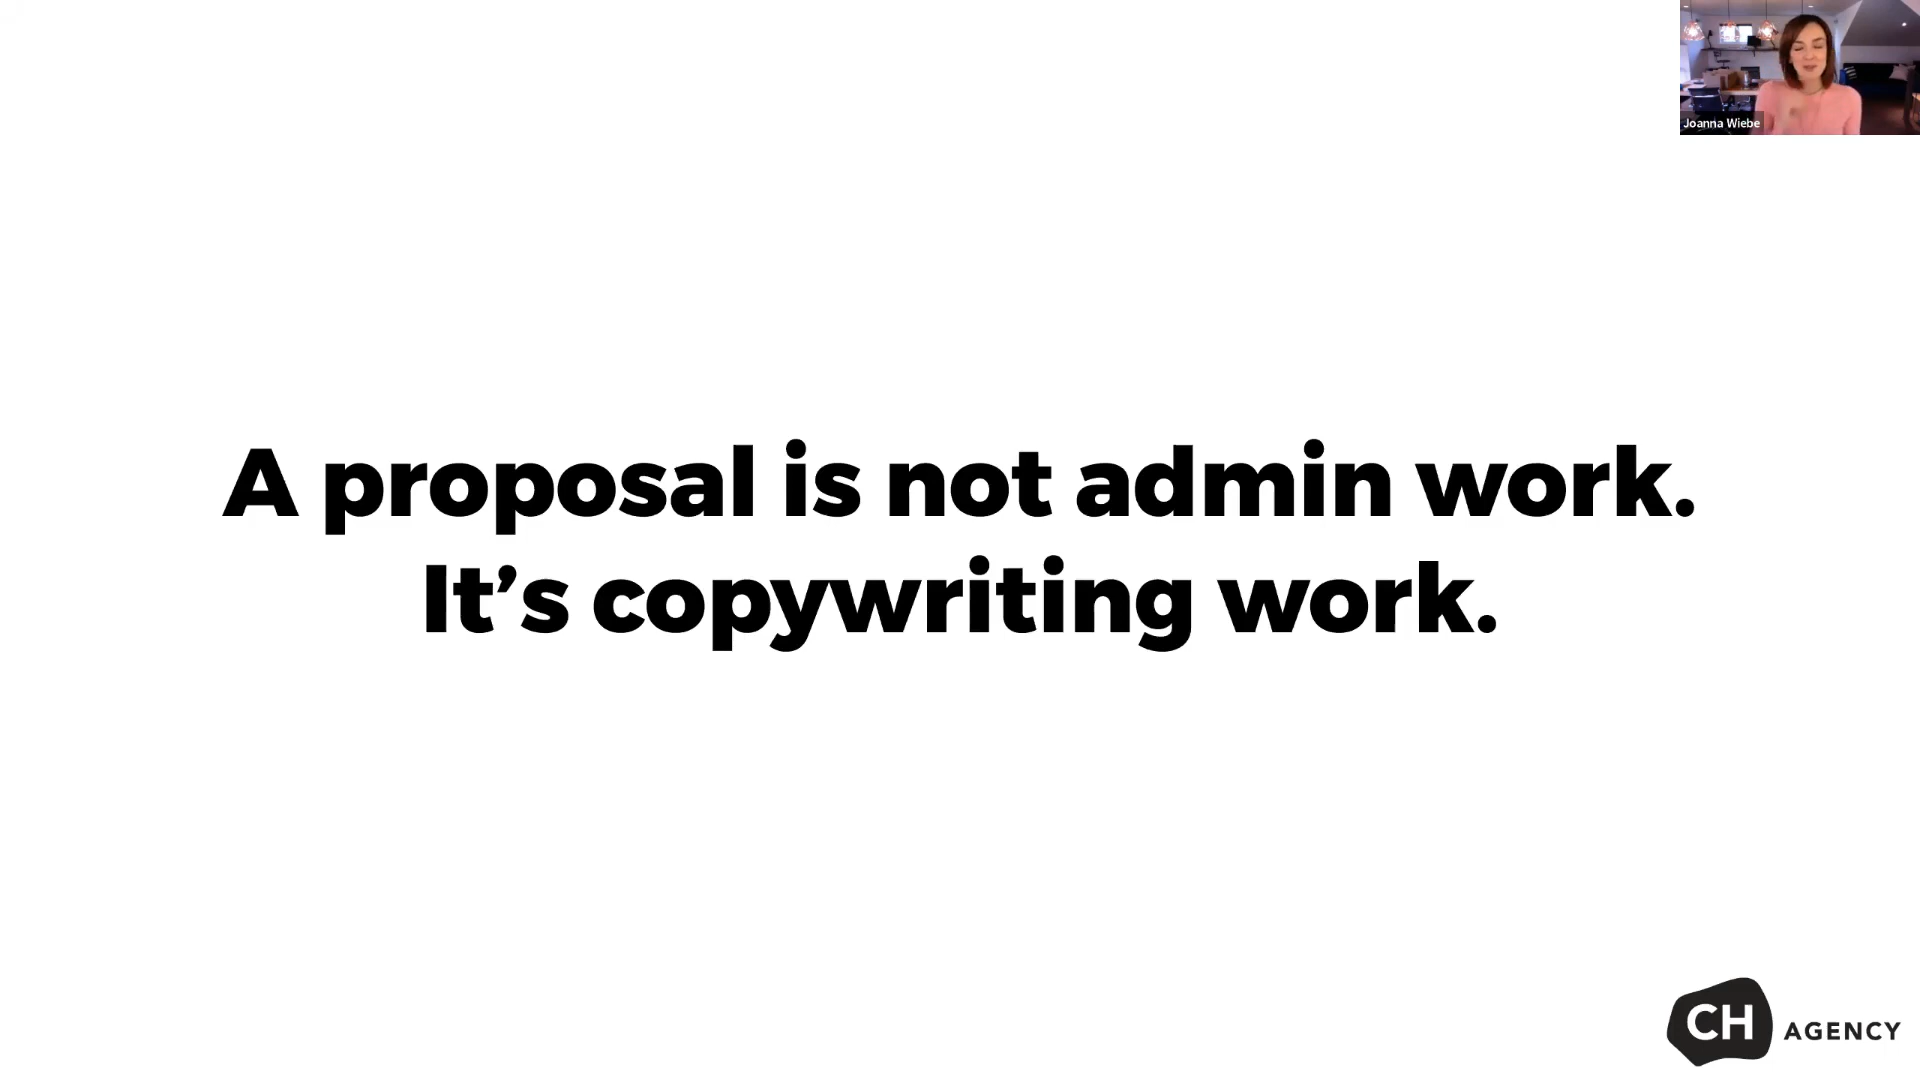 Joanna Wiebe
A proposal is not admin work.
It’s copywriting work.
CH AGENCY